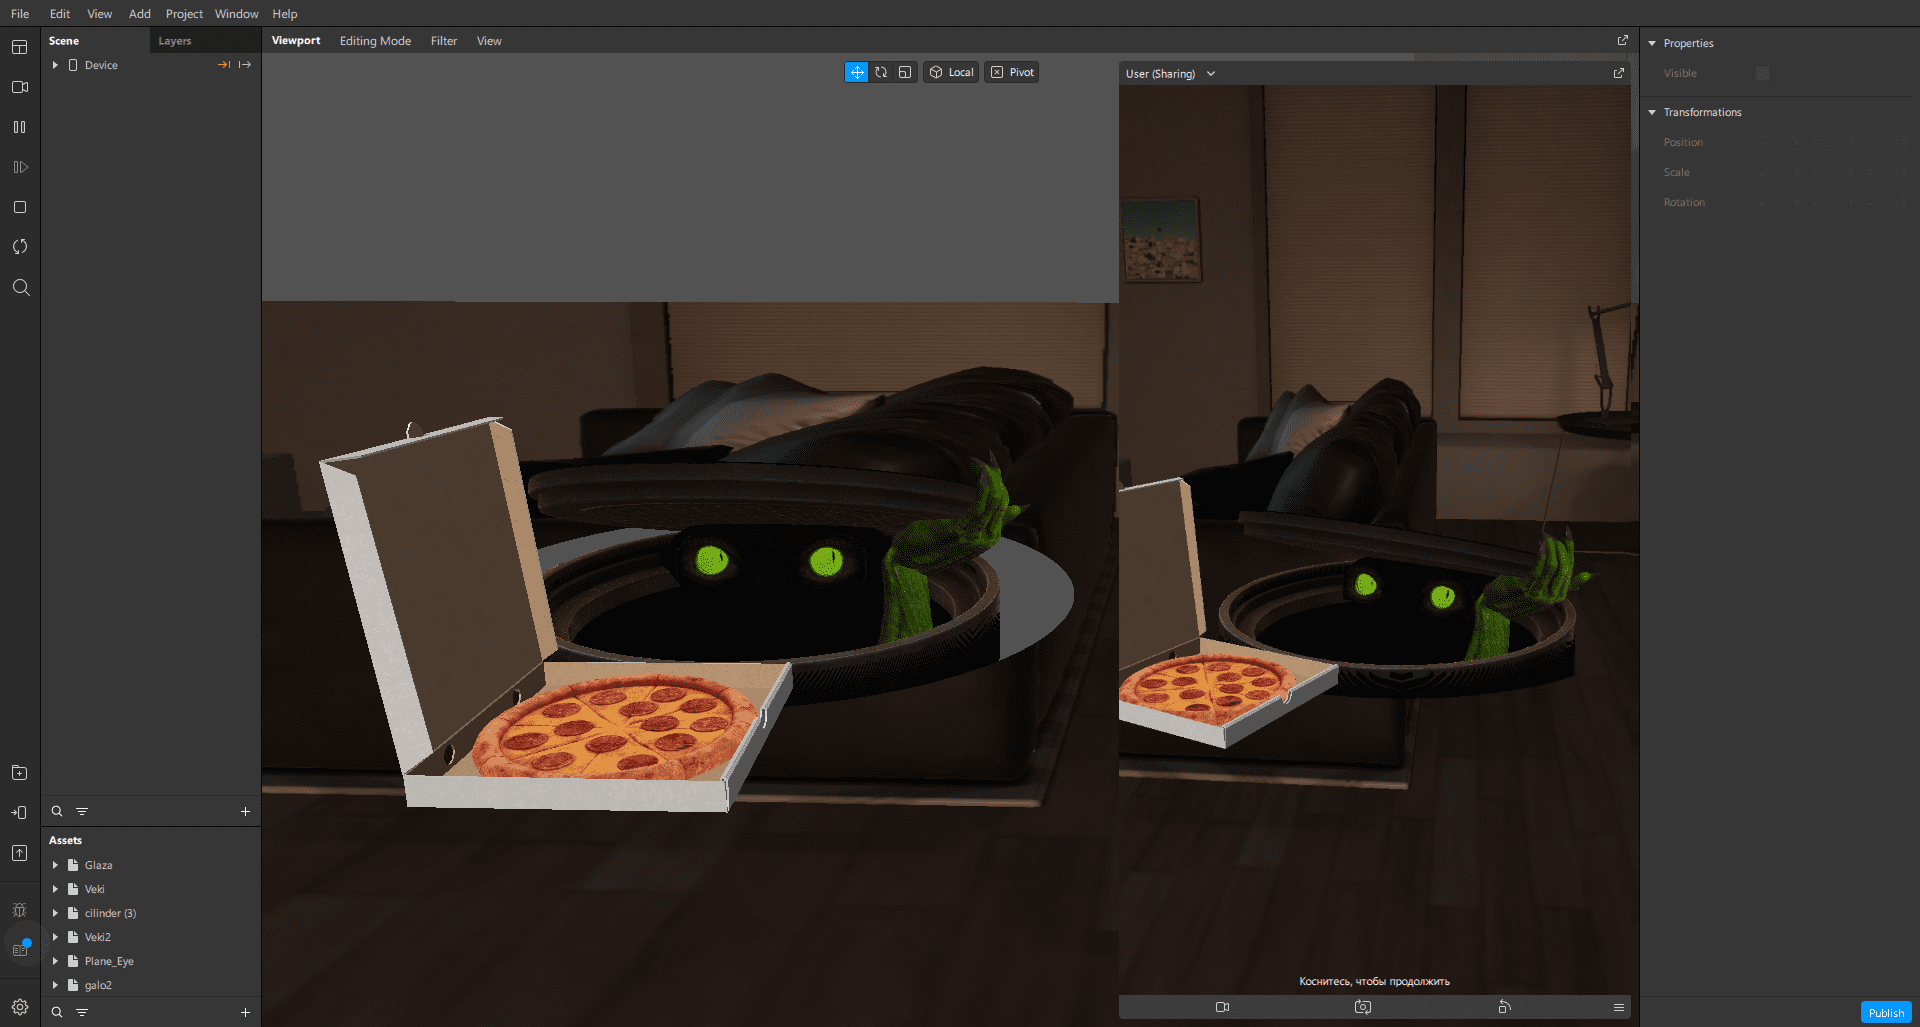 File Edit View Add Project Window Help
Scene Layers
Device
Viewport Editing Mode Filter View
Local Pivot
User (Sharing)
Коснитесь, чтобы продолжить
Properties
Visible
Transformations
Position
Scale
Rotation
Assets
Glaza
Veki
cilinder (3)
Veki2
Plane_Eye
galo2
Publish